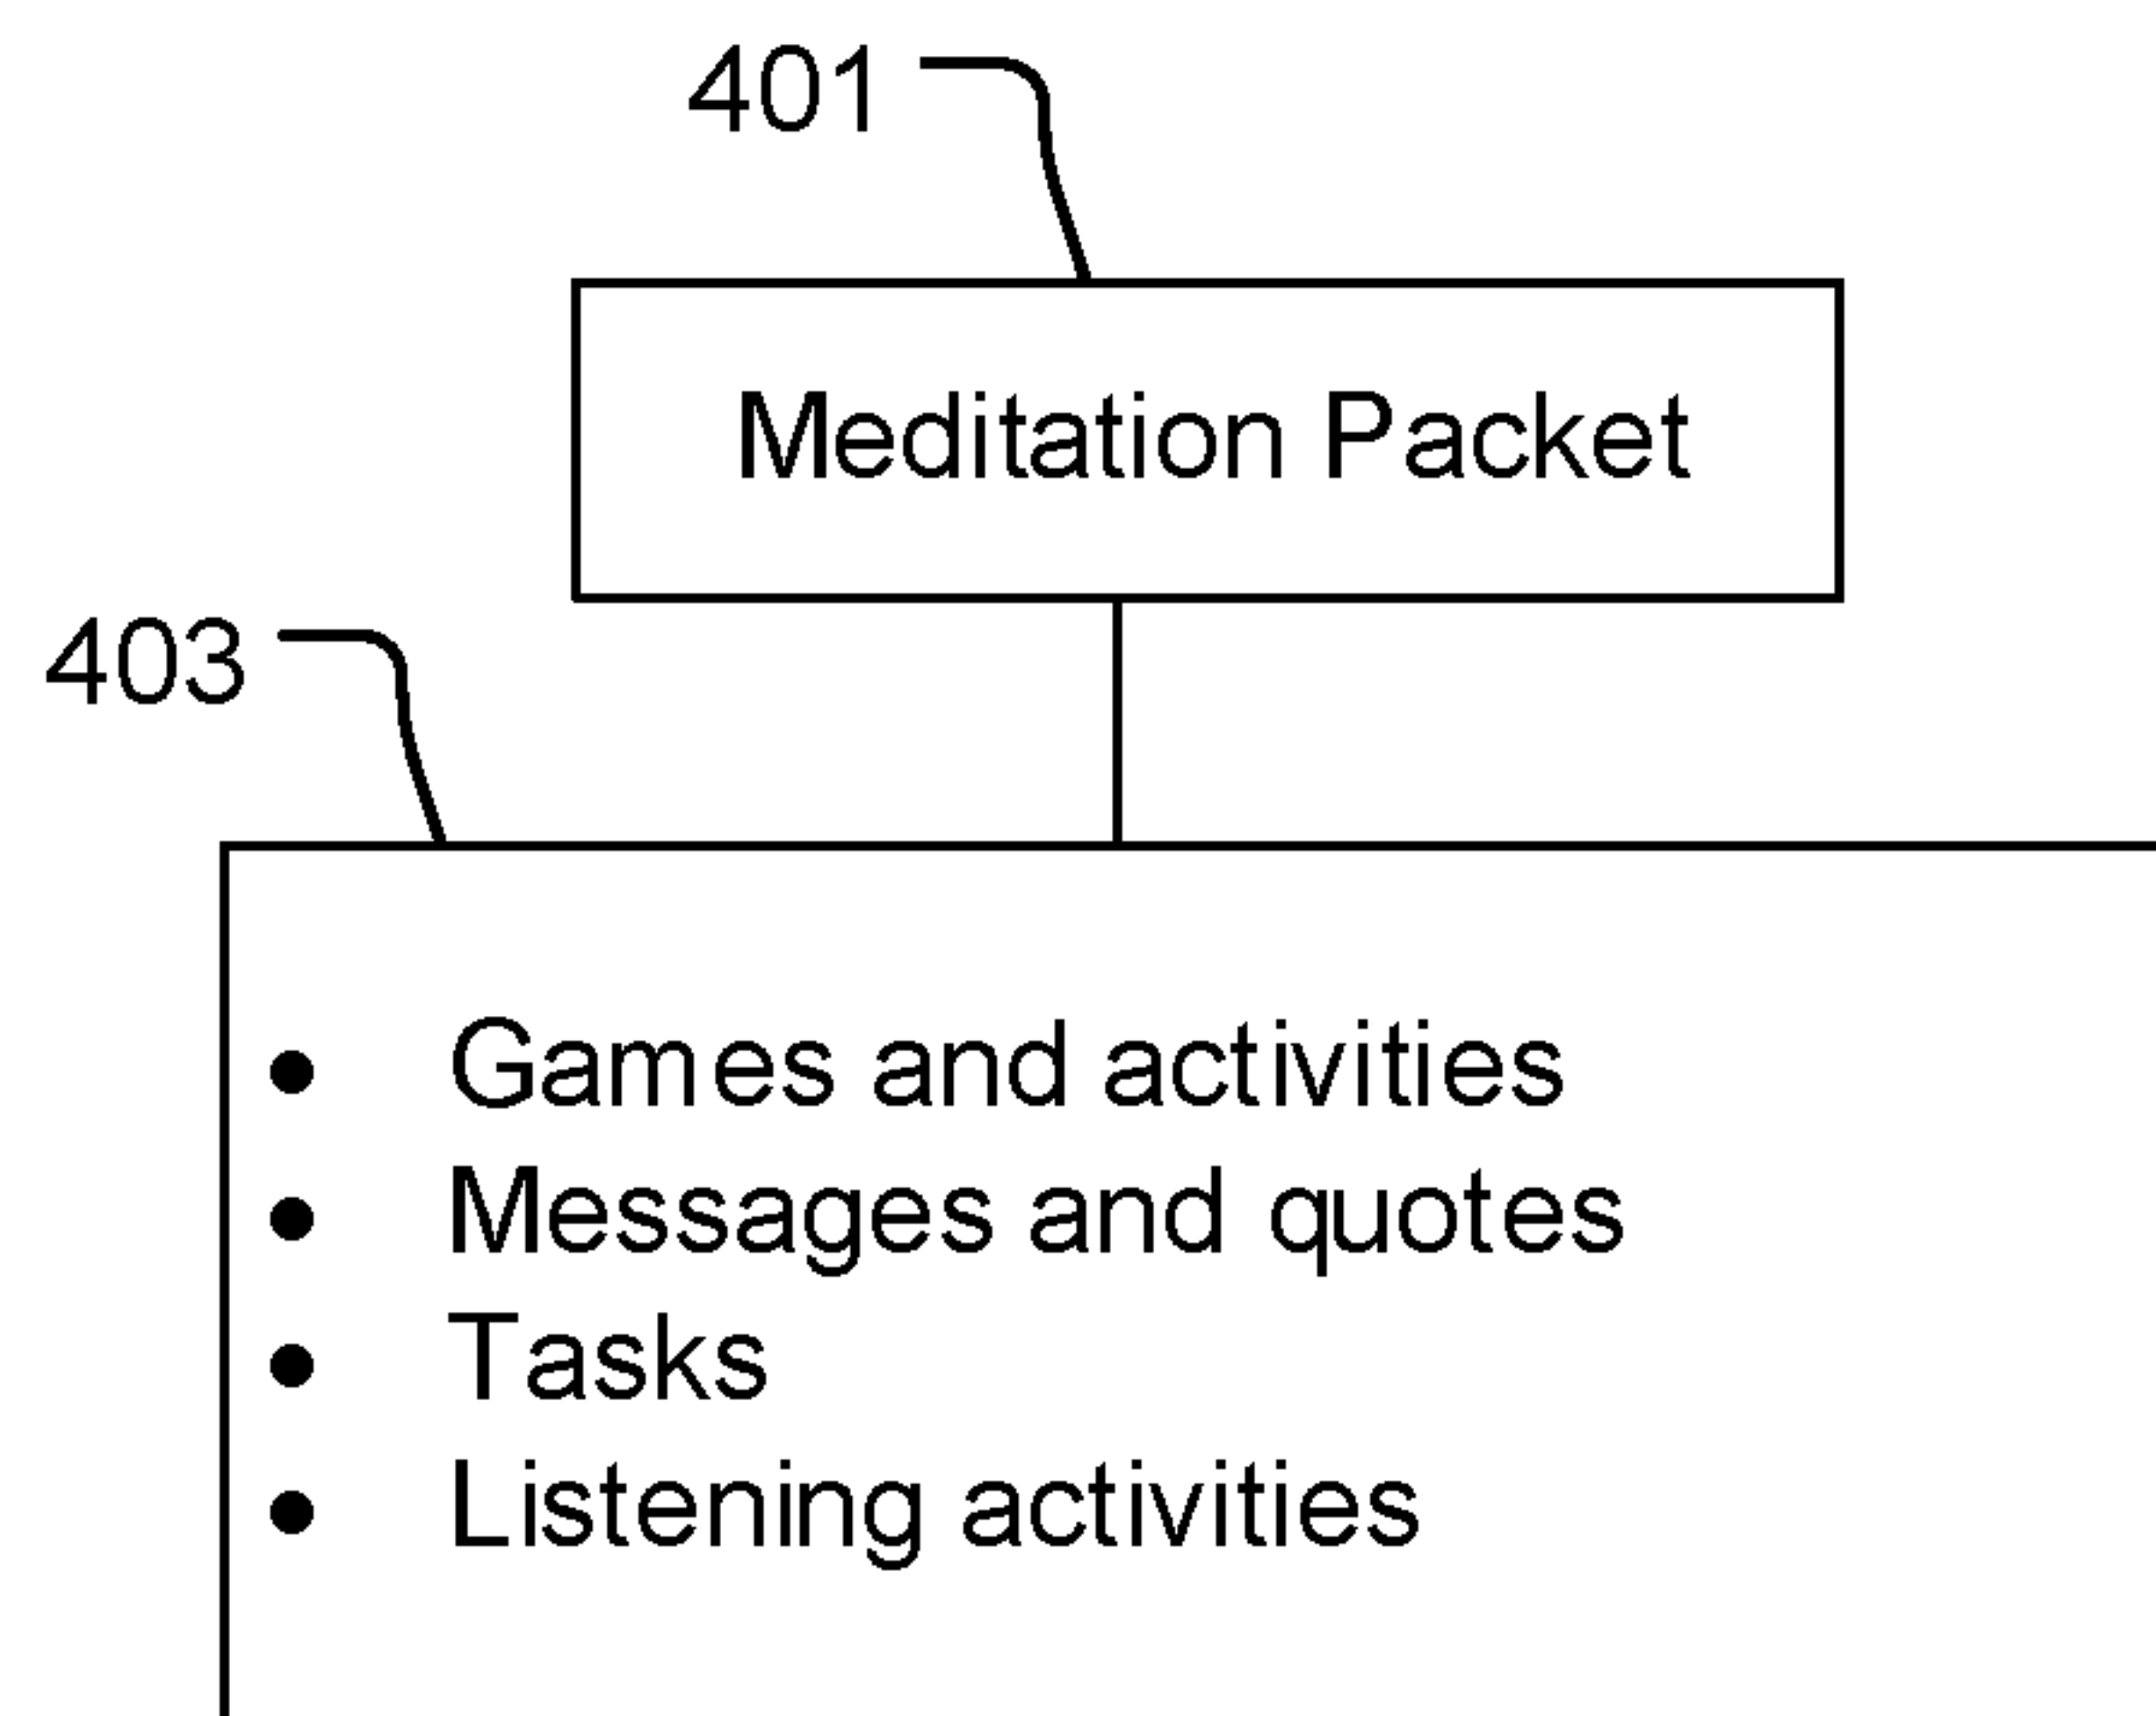 401
Meditation Packet
403
• Games and activities
• Messages and quotes
• Tasks
• Listening activities